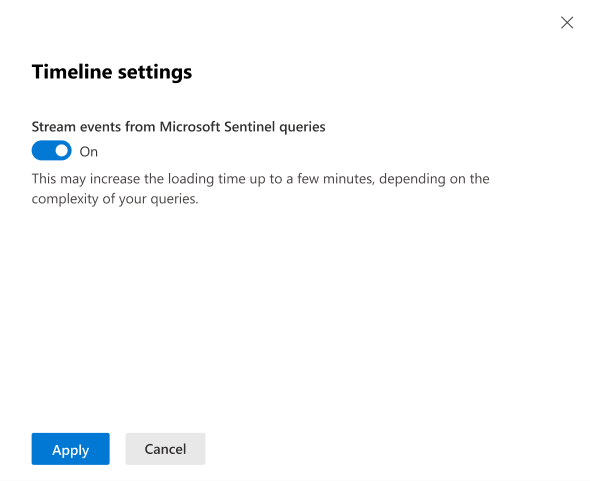 Timeline settings
Stream events from Microsoft Sentinel queries
On
This may increase the loading time up to a few minutes, depending on the
complexity of your queries.
Apply
Cancel